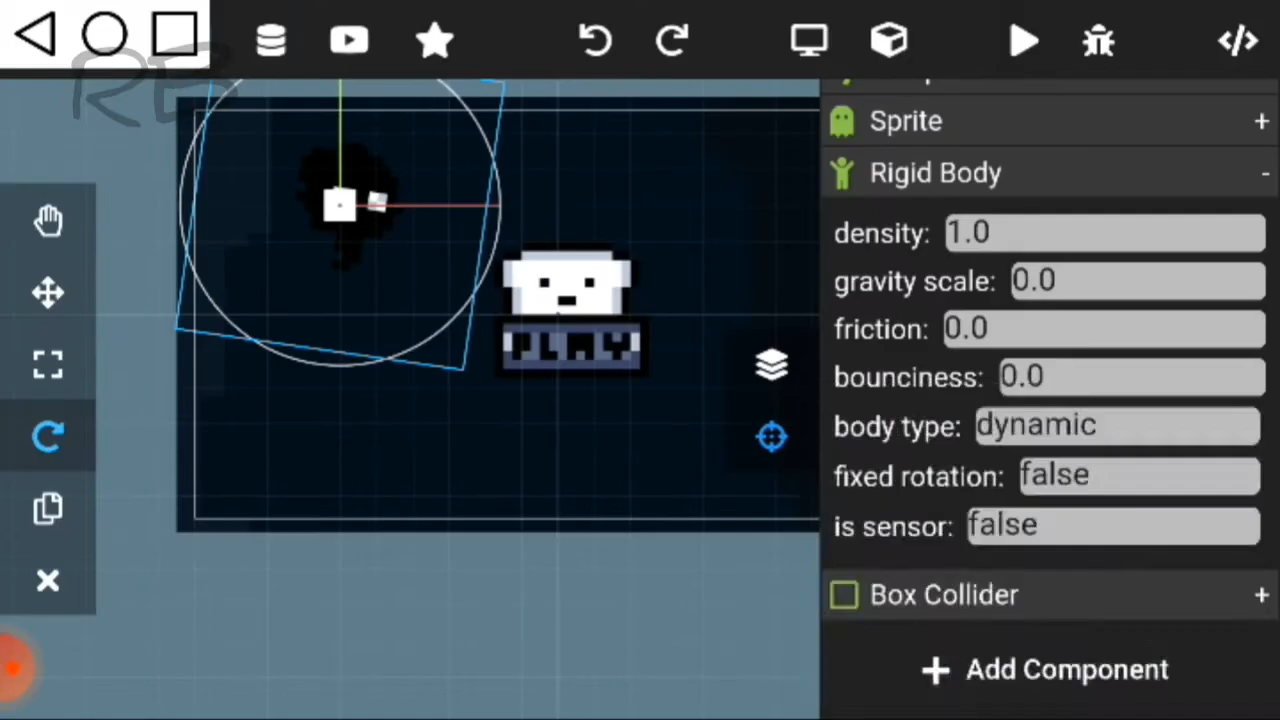 RB
Sprite +
Rigid Body -
density: 1.0
gravity scale: 0.0
friction: 0.0
bounciness: 0.0
body type: dynamic
fixed rotation: false
is sensor: false
PLAY
Box Collider +
+ Add Component